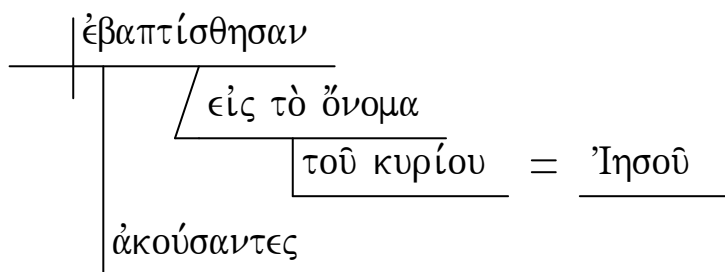 ἐβαπτίσθησαν
εἰς τὸ ὄνομα
τοῦ κυρίου = Ἰησοῦ
ἀκούσαντες